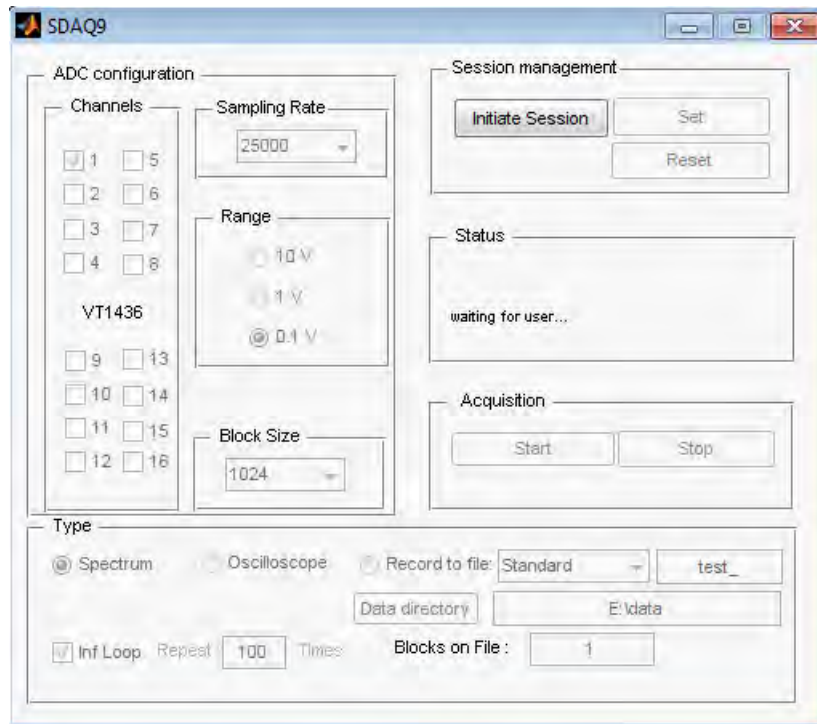 SDAQ9
ADC configuration
Channels
1 5
2 6
3 7
4 8
VT1436
9 13
10 14
11 15
12 16
Sampling Rate
25000
Range
10 V
1 V
0.1 V
Block Size
1024
Session management
Initiate Session Set
Reset
Status
waiting for user...
Acquisition
Start Stop
Type
Spectrum Oscilloscope Record to file: Standard test_
Data directory E:\data
Inf Loop Repest 100 Times Blocks on File : 1